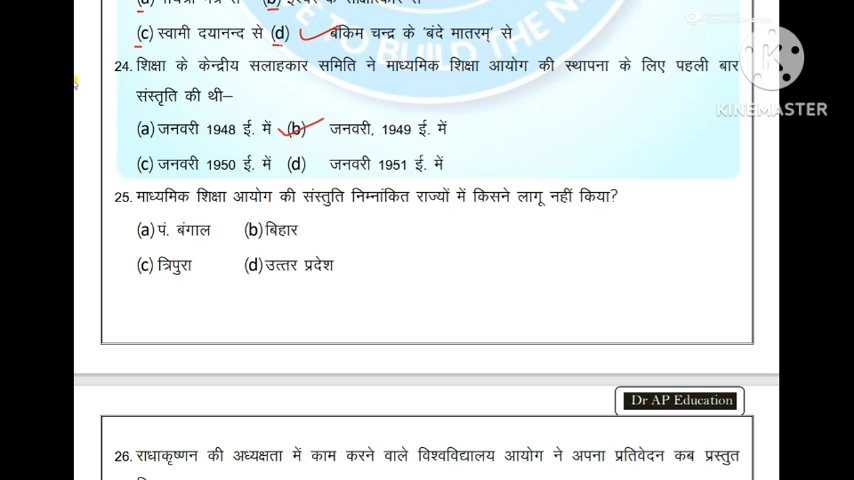 (c) स्वामी दयानन्द से (d) बंकिम चन्द्र के 'बंदे मातरम्' से
24. शिक्षा के केन्द्रीय सलाहकार समिति ने माध्यमिक शिक्षा आयोग की स्थापना के लिए पहली बार
संस्तृति की थी–
(a) जनवरी 1948 ई. में (b) जनवरी, 1949 ई. में
(c) जनवरी 1950 ई. में (d) जनवरी 1951 ई. में
25. माध्यमिक शिक्षा आयोग की संस्तुति निम्नांकित राज्यों में किसने लागू नहीं किया?
(a) पं. बंगाल (b) बिहार
(c) त्रिपुरा (d) उत्तर प्रदेश
Dr AP Education
26. राधाकृष्णन की अध्यक्षता में काम करने वाले विश्वविद्यालय आयोग ने अपना प्रतिवेदन कब प्रस्तुत
BUILD THE N
K
KINEMASTER